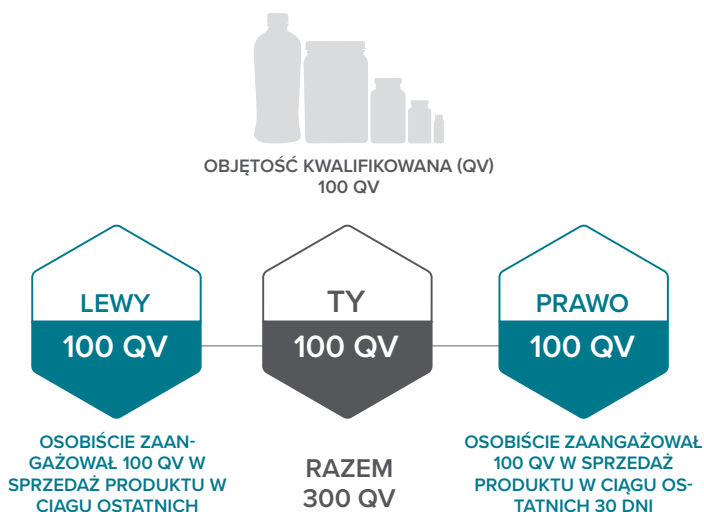 OBJĘTOŚĆ KWALIFIKOWANA (QV)
100 QV
LEWY
100 QV
TY
100 QV
PRAWO
100 QV
OSOBIŚCIE ZAAN-
GAŻOWAŁ 100 QV W
SPRZEDAŻ PRODUKTU W
CIĄGU OSTATNICH
RAZEM
300 QV
OSOBIŚCIE ZAANGAŻOWAŁ
100 QV W SPRZEDAŻ
PRODUKTU W CIĄGU OS-
TATNICH 30 DNI